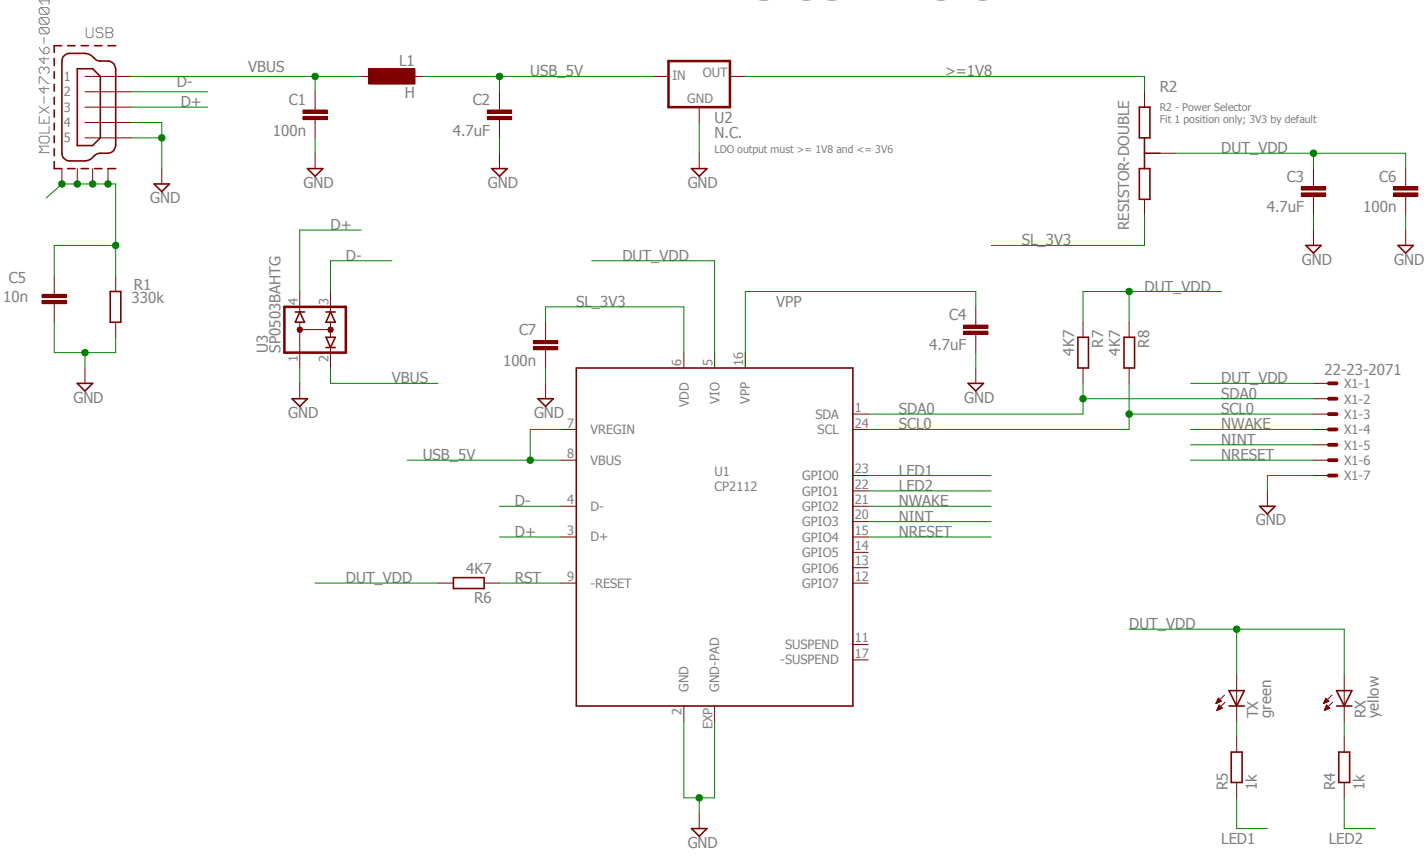 MOLEX-47346-0001
USB
1
2
3
4
5
D-
D+
VBUS
C1
100n
GND
GND
L1
H
USB_5V
C2
4.7uF
GND
IN
OUT
GND
U2
N.C.
LDO output must >= 1V8 and <= 3V6
GND
>=1V8
R2
R2 - Power Selector
Fit 1 position only; 3V3 by default
RESISTOR-DOUBLE
DUT_VDD
SL_3V3
C3
4.7uF
GND
C6
100n
GND
C5
10n
R1
330k
GND
D+
D-
U3
SP0503BAHTG
4
3
1
2
VBUS
GND
DUT_VDD
SL_3V3
C7
100n
GND
VPP
C4
4.7uF
GND
6
5
16
VDD
VIO
VPP
7
VREGIN
USB_5V
8
VBUS
D-
4
D-
D+
3
D+
DUT_VDD
4K7
R6
RST
9
-RESET
U1
CP2112
SDA
1
SDA0
SCL
24
SCL0
GPIO0
23
LED1
GPIO1
22
LED2
GPIO2
21
NWAKE
GPIO3
20
NINT
GPIO4
15
NRESET
GPIO5
14
GPIO6
13
GPIO7
12
SUSPEND
11
-SUSPEND
17
GND
GND-PAD
2
EXP
GND
DUT_VDD
4K7
R7
4K7
R8
22-23-2071
DUT_VDD
X1-1
SDA0
X1-2
SCL0
X1-3
NWAKE
X1-4
NINT
X1-5
NRESET
X1-6
X1-7
GND
DUT_VDD
TX
green
RX
yellow
R5
1k
R4
1k
LED1
LED2